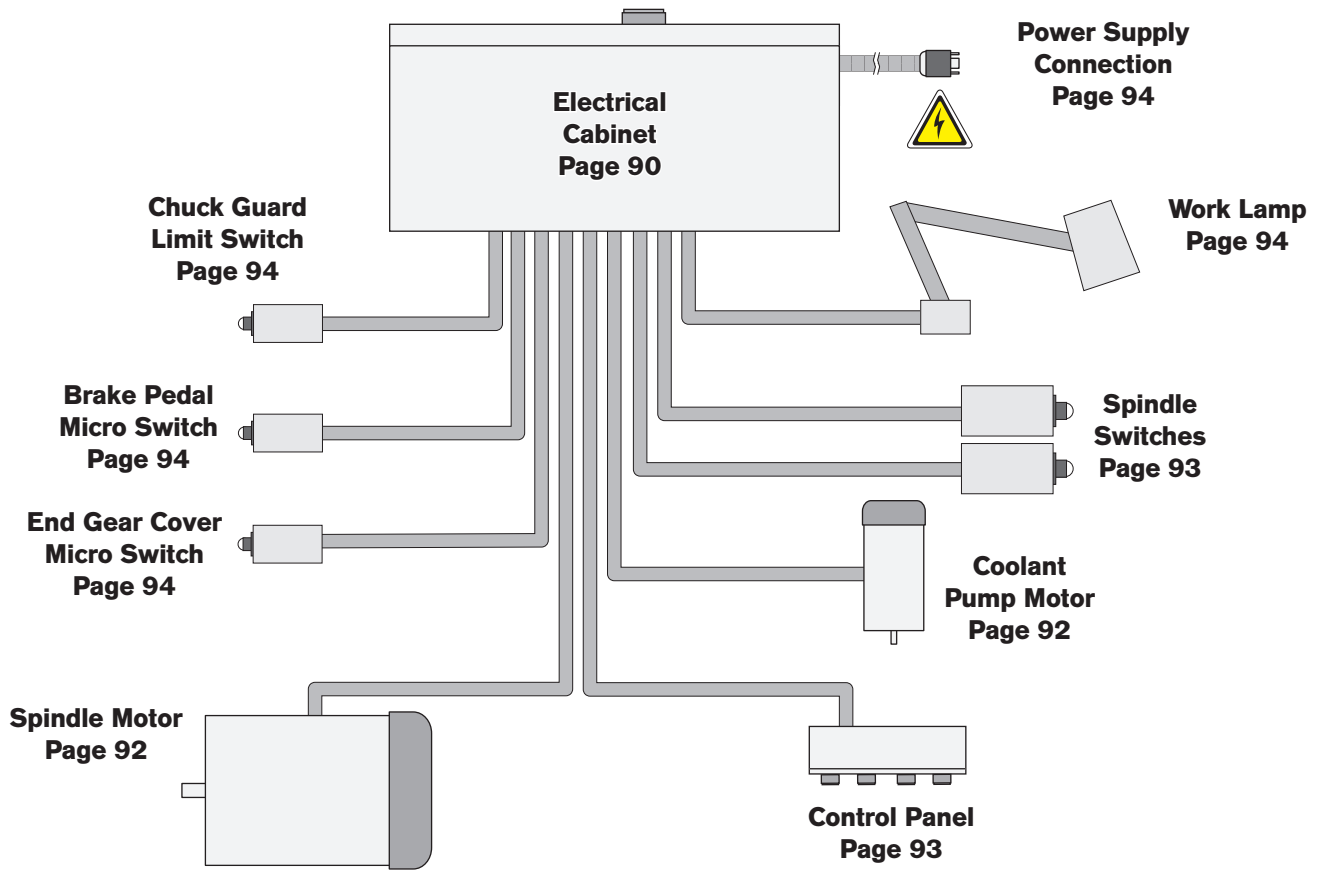 Power Supply
Connection
Page 94
Electrical
Cabinet
Page 90
Chuck Guard
Limit Switch
Page 94
Work Lamp
Page 94
Brake Pedal
Micro Switch
Page 94
Spindle
Switches
Page 93
End Gear Cover
Micro Switch
Page 94
Coolant
Pump Motor
Page 92
Spindle Motor
Page 92
Control Panel
Page 93